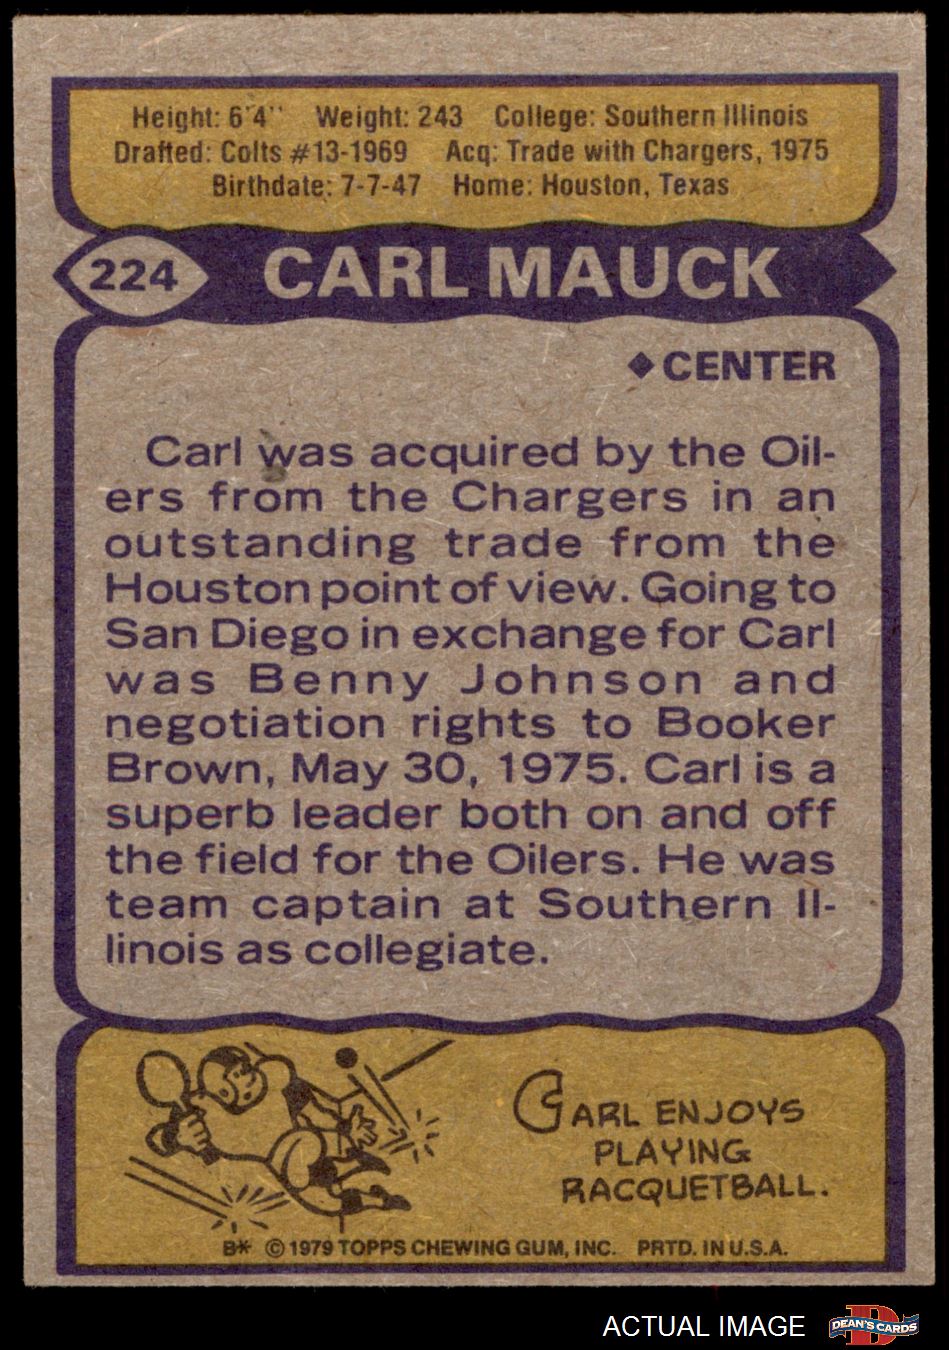 Height: 6'4'' Weight: 243 College: Southern Illinois
Drafted: Colts #13-1969 Acq: Trade with Chargers, 1975
Birthdate: 7-7-47 Home: Houston, Texas
224 CARL MAUCK
◆CENTER
Carl was acquired by the Oil-
ers from the Chargers in an
outstanding trade from the
Houston point of view. Going to
San Diego in exchange for Carl
was Benny Johnson and
negotiation rights to Booker
Brown, May 30, 1975. Carl is a
superb leader both on and off
the field for the Oilers. He was
team captain at Southern Il-
linois as collegiate.
CARL ENJOYS
PLAYING
RACQUETBALL.
B* © 1979 TOPPS CHEWING GUM, INC. PRTD. IN U.S.A.
ACTUAL IMAGE
D
DEAN'S CARDS